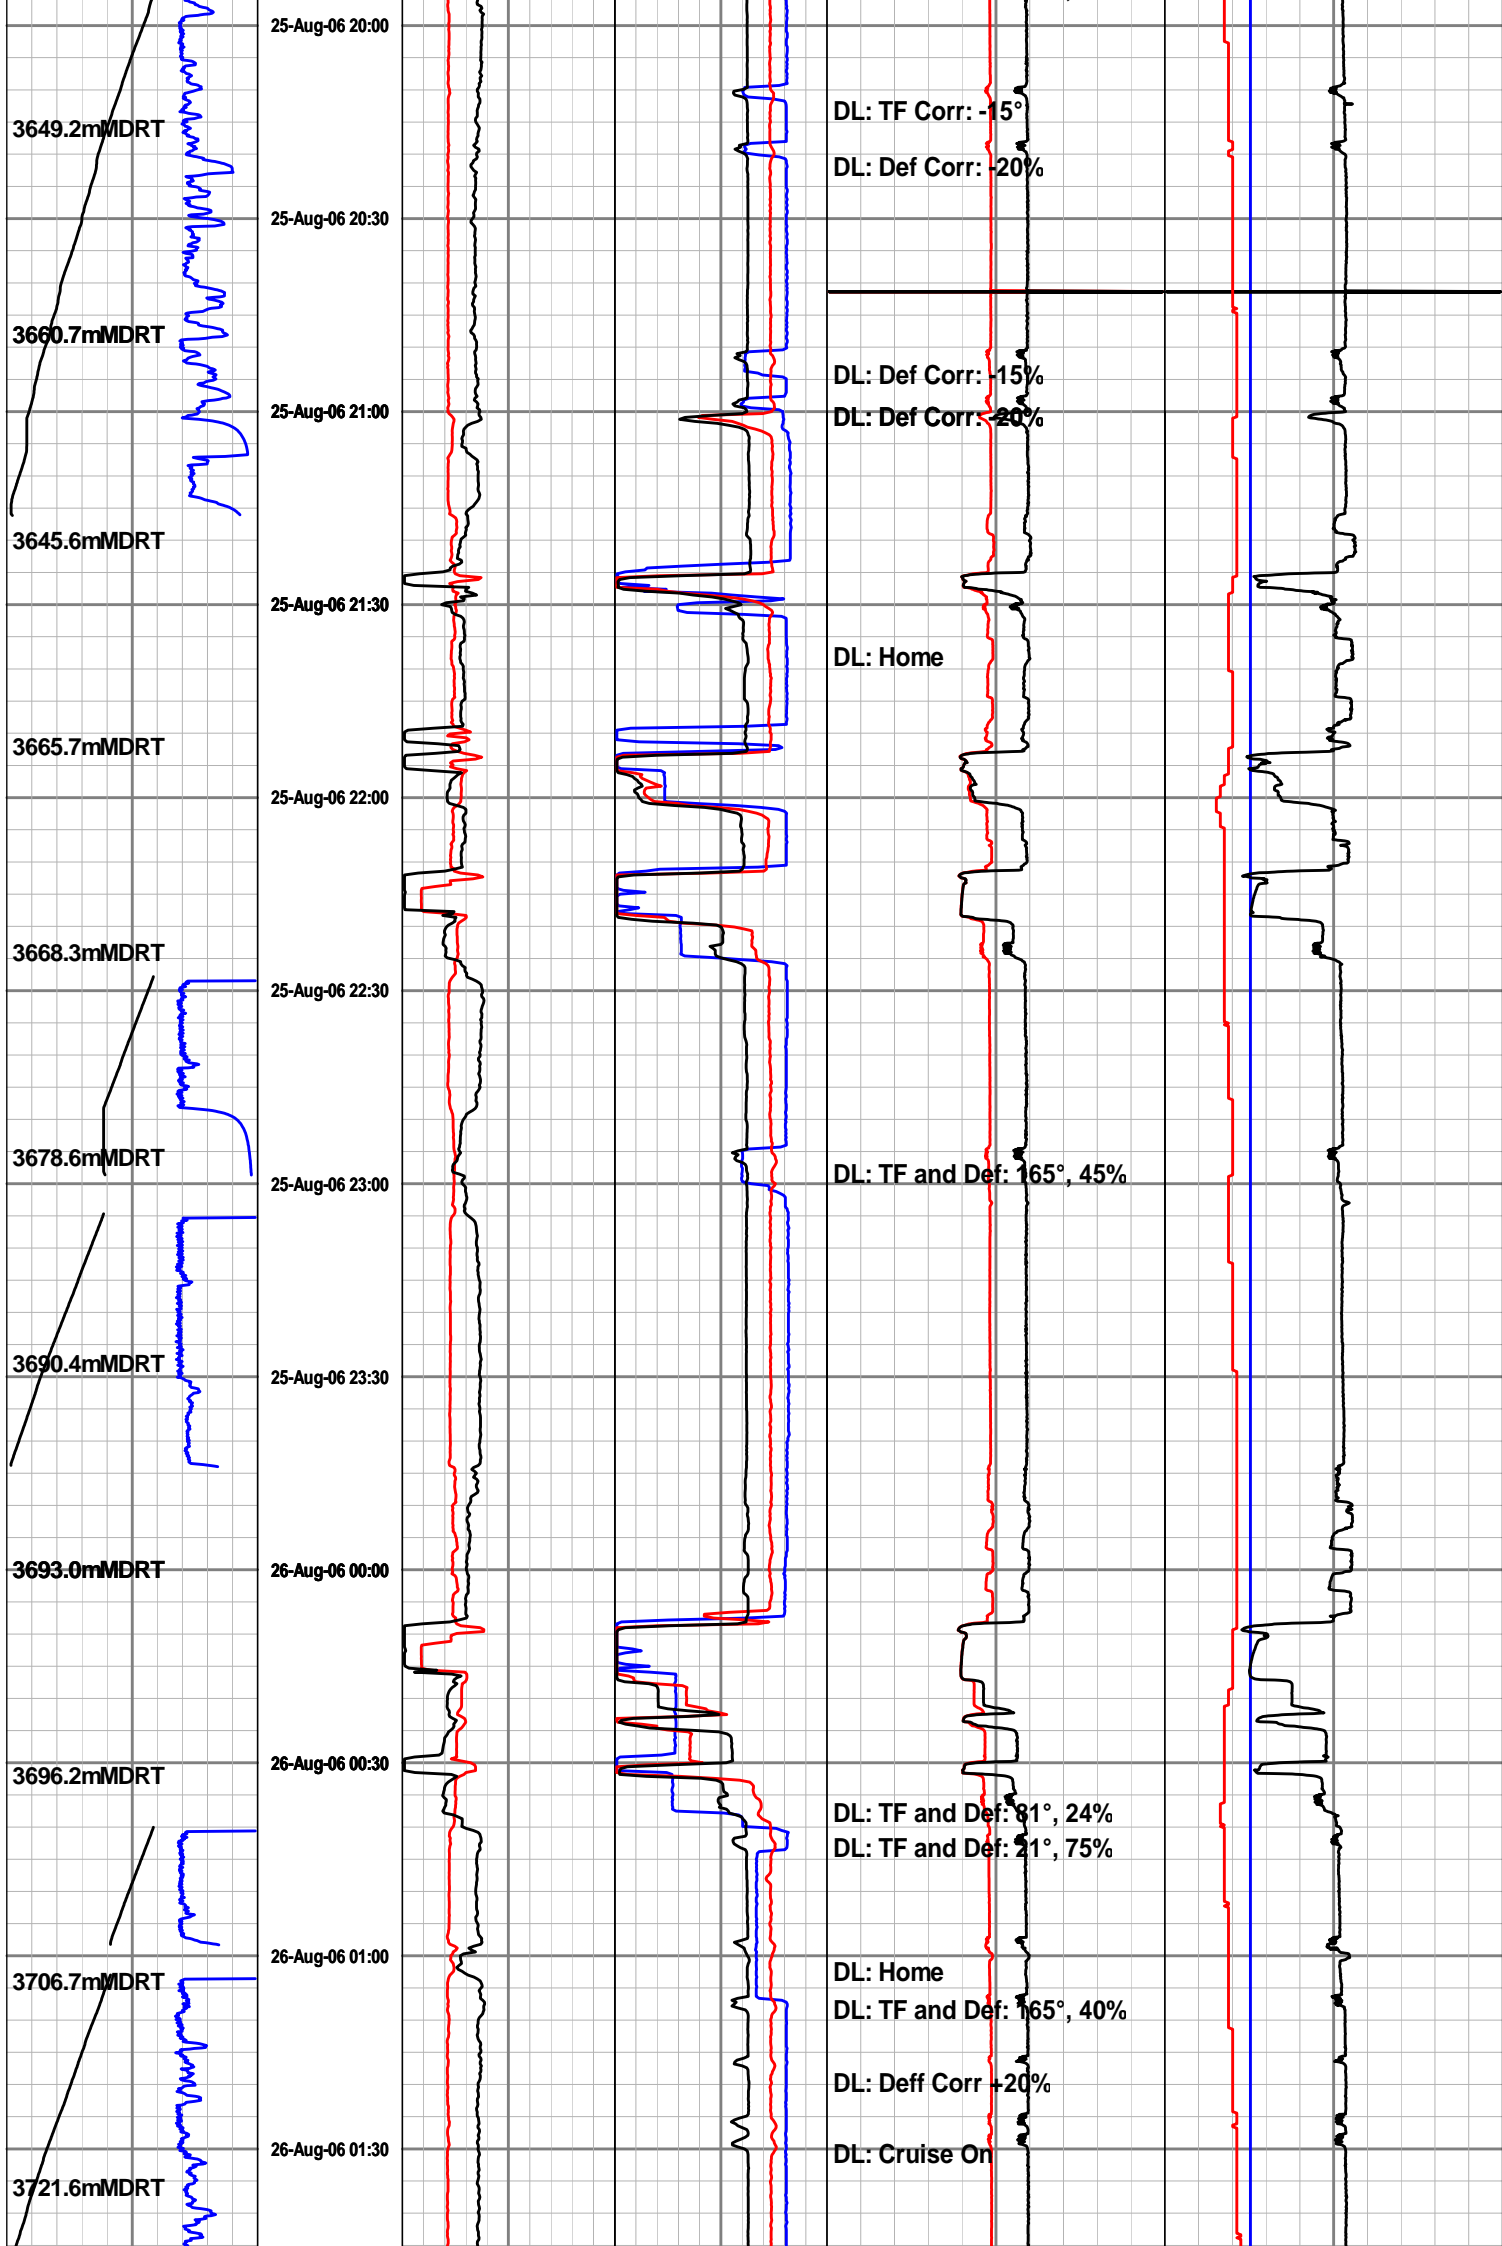 25-Aug-06 20:00
DL: TF Corr: -15°
3649.2mMDRT
DL: Def Corr: -20%
25-Aug-06 20:30
3660.7mMDRT
DL: Def Corr: -15%
25-Aug-06 21:00
DL: Def Corr: -20%
3645.6mMDRT
25-Aug-06 21:30
DL: Home
3665.7mMDRT
25-Aug-06 22:00
3668.3mMDRT
25-Aug-06 22:30
3678.6mMDRT
DL: TF and Def: 165°, 45%
25-Aug-06 23:00
3690.4mMDRT
25-Aug-06 23:30
3693.0mMDRT
26-Aug-06 00:00
26-Aug-06 00:30
3696.2mMDRT
DL: TF and Def: 81°, 24%
DL: TF and Def: 21°, 75%
26-Aug-06 01:00
DL: Home
3706.7mMDRT
DL: TF and Def: 165°, 40%
DL: Deff Corr +20%
26-Aug-06 01:30
DL: Cruise On
3721.6mMDRT